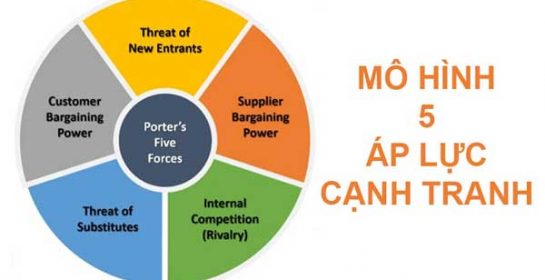 Threat of
New Entrants
Customer
Bargaining
Power
Supplier
Bargaining
Power
Porter's
Five
Forces
Threat of
Substitutes
Internal
Competition
(Rivalry)
MÔ HÌNH
5
ÁP LỰC
CẠNH TRANH